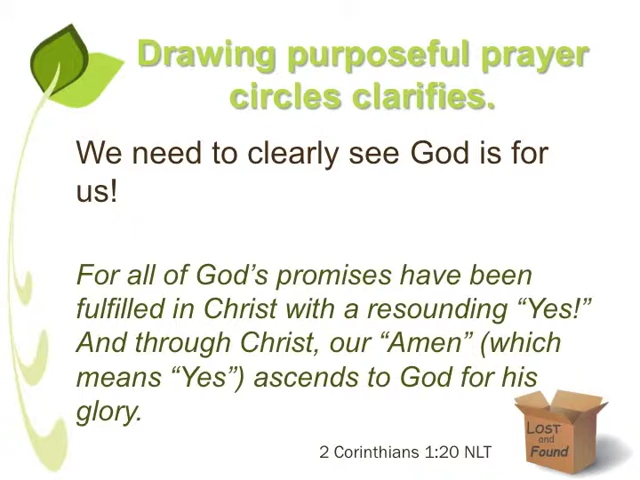 Drawing purposeful prayer
circles clarifies.
We need to clearly see God is for
us!
For all of God’s promises have been
fulfilled in Christ with a resounding “Yes!”
And through Christ, our “Amen” (which
means “Yes”) ascends to God for his
glory.
2 Corinthians 1:20 NLT
LOST
and
Found